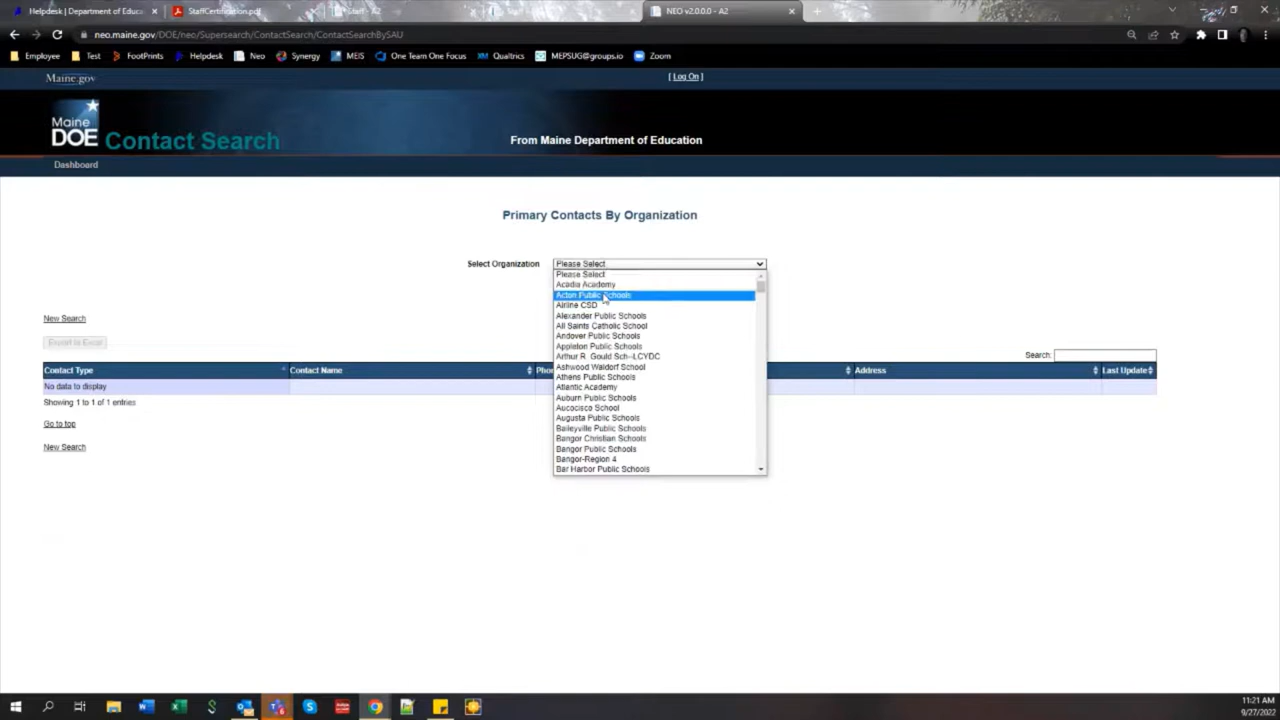 Helpdesk | Department of Educa
StaffCertification.pdf
Staff - A2
Staff
NEO v2.0.0.0 - A2
neo.maine.gov/DOE/neo/Supersearch/ContactSearch/ContactSearchBySAU
Employee
Test
FootPrints
Helpdesk
Neo
Synergy
MEIS
One Team One Focus
Qualtrics
MEPSUG@groups.io
Zoom
Maine.gov
[ Log On ]
Maine
DOE
Contact Search
From Maine Department of Education
Dashboard
Primary Contacts By Organization
Select Organization
Please Select
Please Select
Acadia Academy
Acton Public Schools
Airline CSD
Alexander Public Schools
All Saints Catholic School
Andover Public Schools
Appleton Public Schools
Arthur R. Gould Sch--LCYDC
Ashwood Waldorf School
Athens Public Schools
Atlantic Academy
Auburn Public Schools
Aucocisco School
Augusta Public Schools
Baileyville Public Schools
Bangor Christian Schools
Bangor Public Schools
Bangor-Region 4
Bar Harbor Public Schools
New Search
Export to Excel
Search:
Contact Type
Contact Name
Phon
Address
Last Update
No data to display
Showing 1 to 1 of 1 entries
Go to top
New Search
11:21 AM
9/27/2022